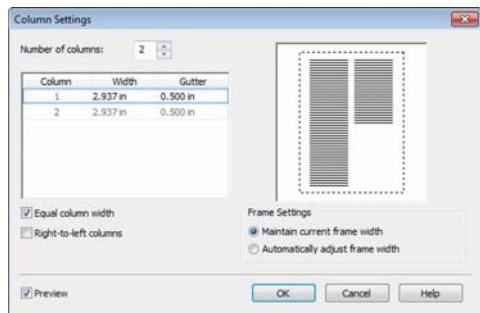 Column Settings
Number of columns: 2
Column Width Gutter
1 2.937 in 0.500 in
2 2.937 in 0.500 in
Equal column width
Right-to-left columns
Frame Settings
Maintain current frame width
Automatically adjust frame width
Preview
OK Cancel Help